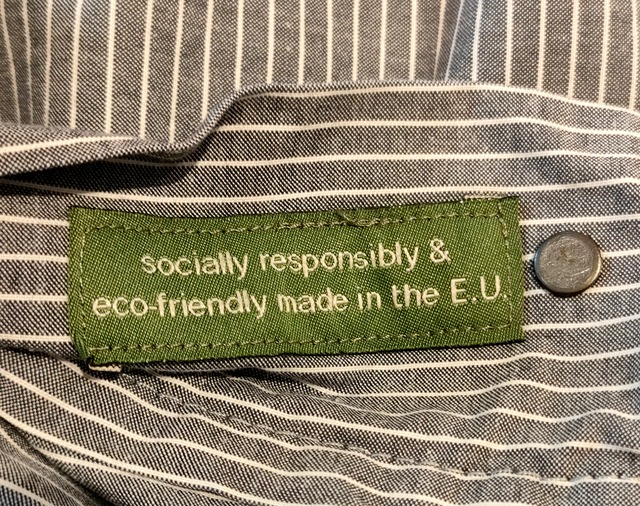 socially responsibly &
eco-friendly made in the E.U.